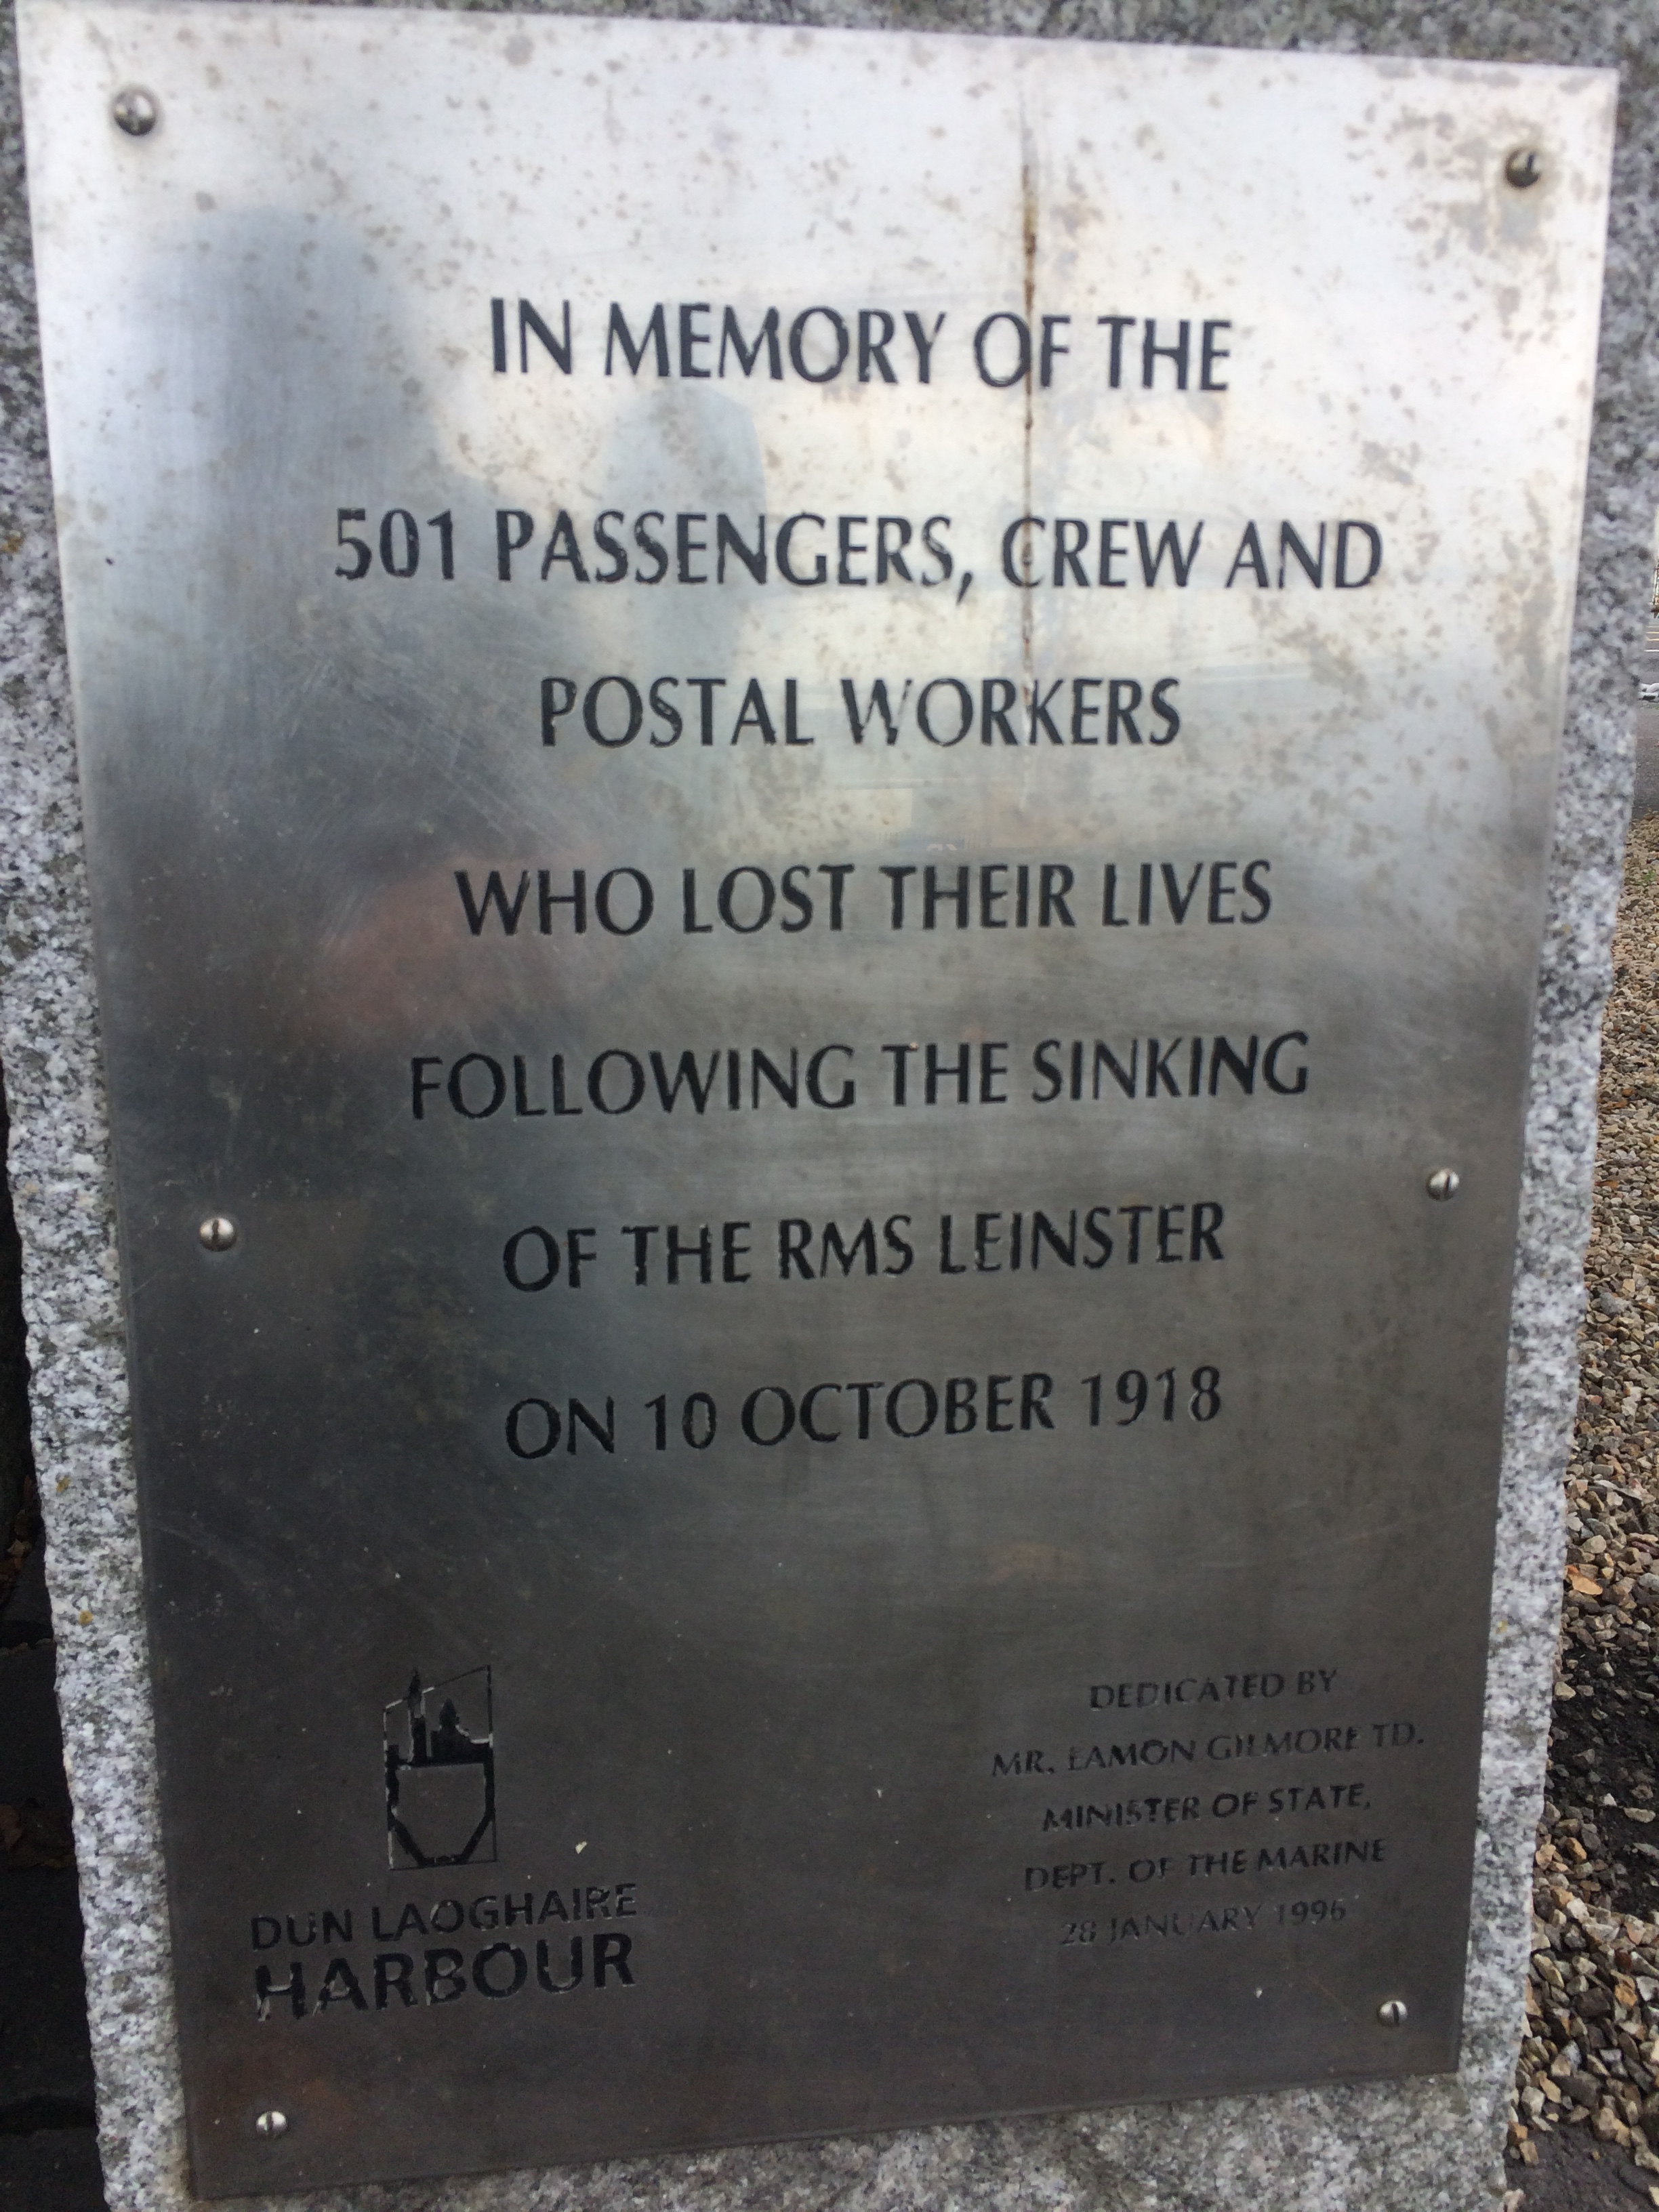 IN MEMORY OF THE
501 PASSENGERS, CREW AND
POSTAL WORKERS
WHO LOST THEIR LIVES
FOLLOWING THE SINKING
OF THE RMS LEINSTER
ON 10 OCTOBER 1918
DUN LAOGHAIRE
HARBOUR
DEDICATED BY
MR. EAMON GILMORE TD.
MINISTER OF STATE,
DEPT. OF THE MARINE
28 JANUARY 1996